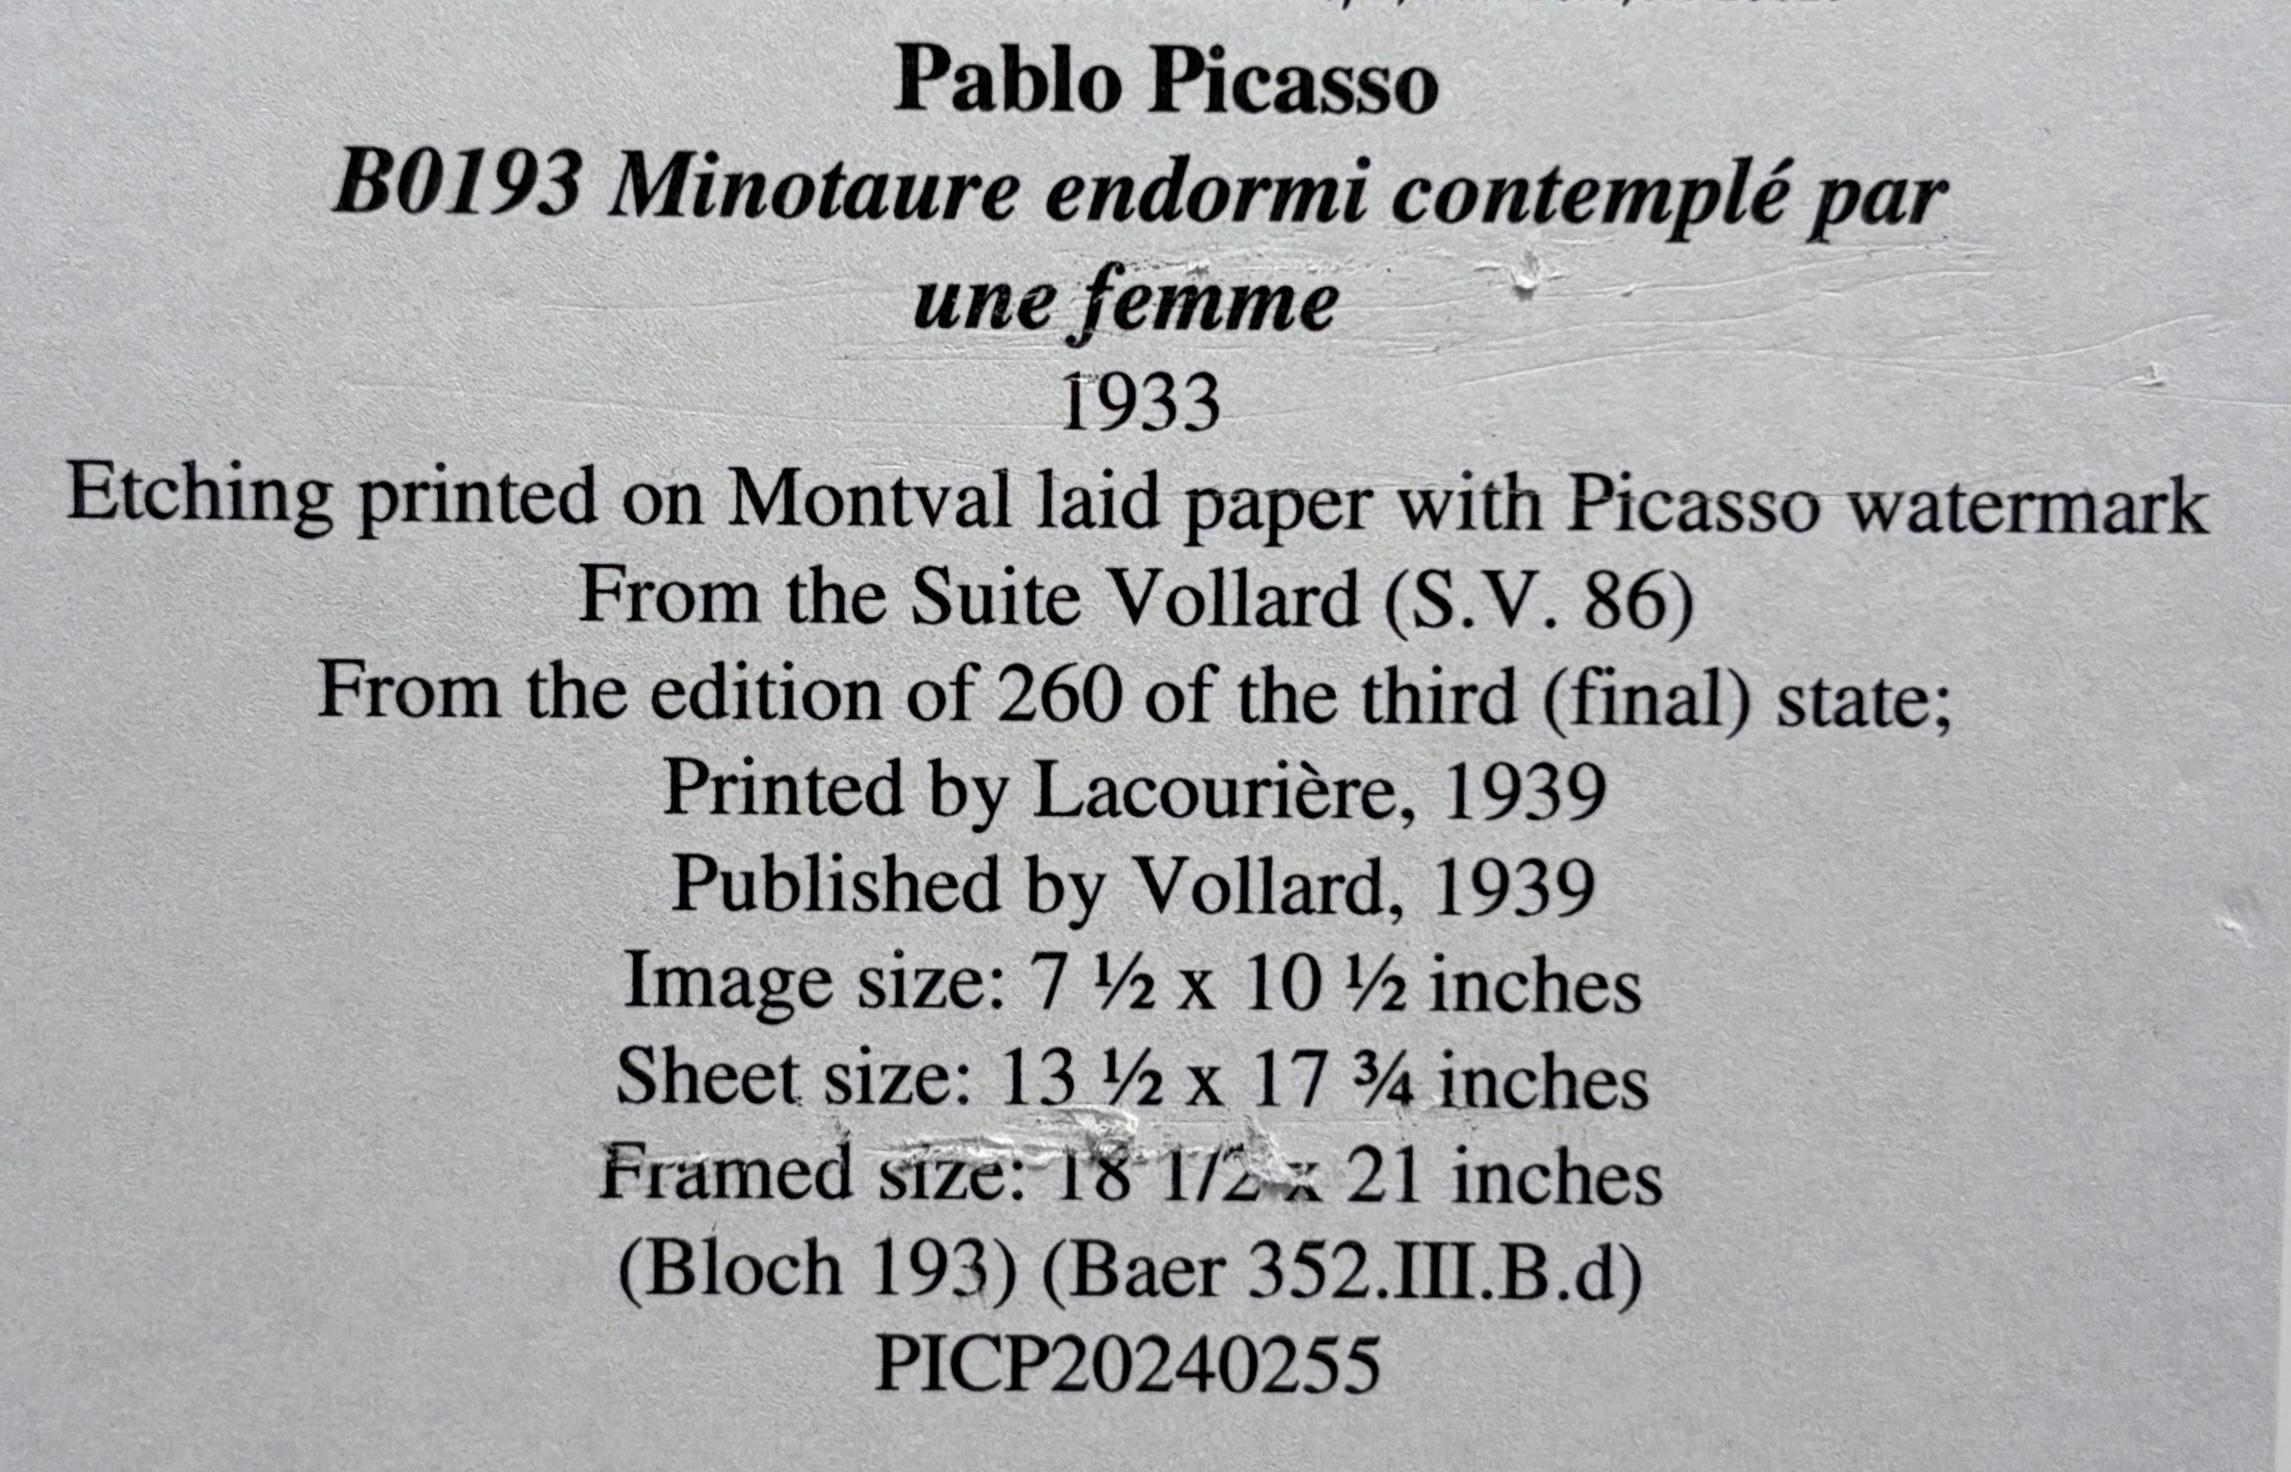 Pablo Picasso
B0193 Minotaure endormi contemplé par
une femme
1933
Etching printed on Montval laid paper with Picasso watermark
From the Suite Vollard (S.V. 86)
From the edition of 260 of the third (final) state;
Printed by Lacourière, 1939
Published by Vollard, 1939
Image size: 7 ½ x 10 ½ inches
Sheet size: 13 ½ x 17 ¾ inches
Framed size: 18 1/2 x 21 inches
(Bloch 193) (Baer 352.III.B.d)
PICP20240255